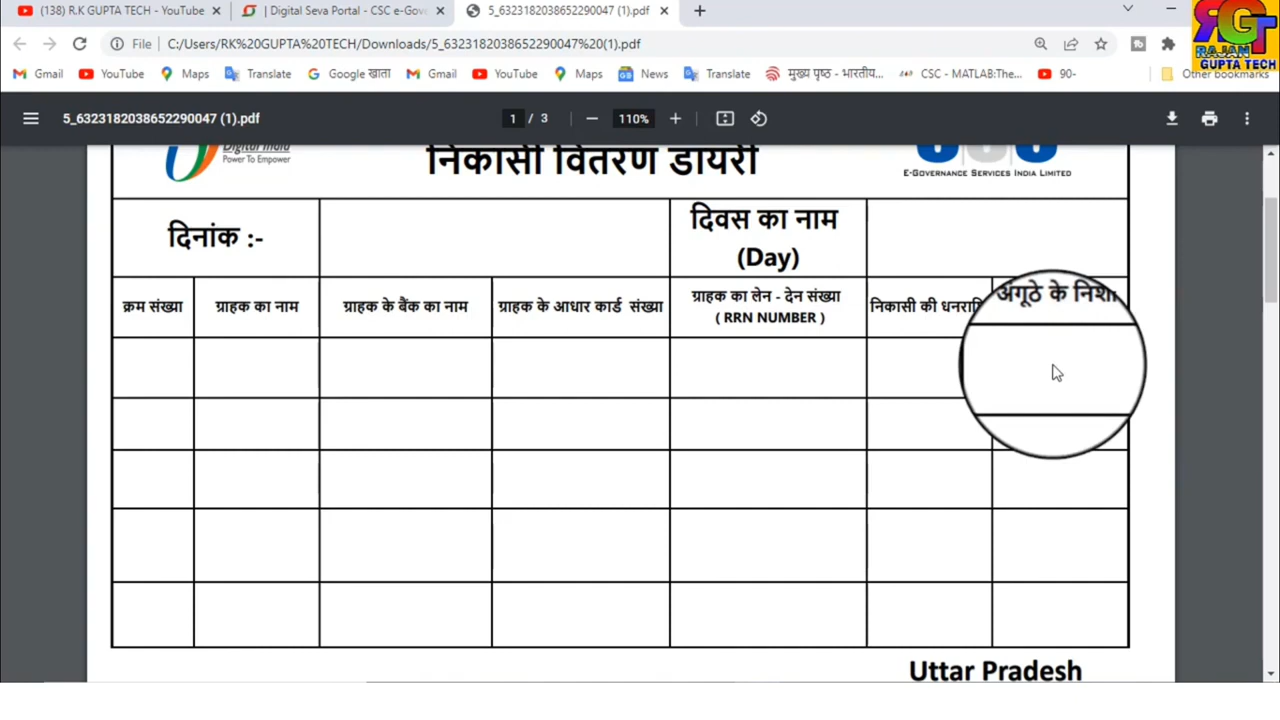 (138) R.K GUPTA TECH - YouTube
| Digital Seva Portal - CSC e-Gov
5_6323182038652290047 (1).pdf
RGT
RAJAN
GUPTA TECH
File
C:/Users/RK%20GUPTA%20TECH/Downloads/5_6323182038652290047%20(1).pdf
Gmail YouTube Maps Translate Google खाता Gmail YouTube Maps News Translate मुख्य पृष्ठ - भारतीय... CSC - MATLAB:The... 90- Other bookmarks
5_6323182038652290047 (1).pdf
1 / 3
110%
Digital India
Power To Empower
निकासी वितरण डायरी
E-GOVERNANCE SERVICES INDIA LIMITED
दिनांक :-
दिवस का नाम
(Day)
क्रम संख्या
ग्राहक का नाम
ग्राहक के बैंक का नाम
ग्राहक के आधार कार्ड संख्या
ग्राहक का लेन - देन संख्या
( RRN NUMBER )
निकासी की
अंगूठे के
Uttar Pradesh